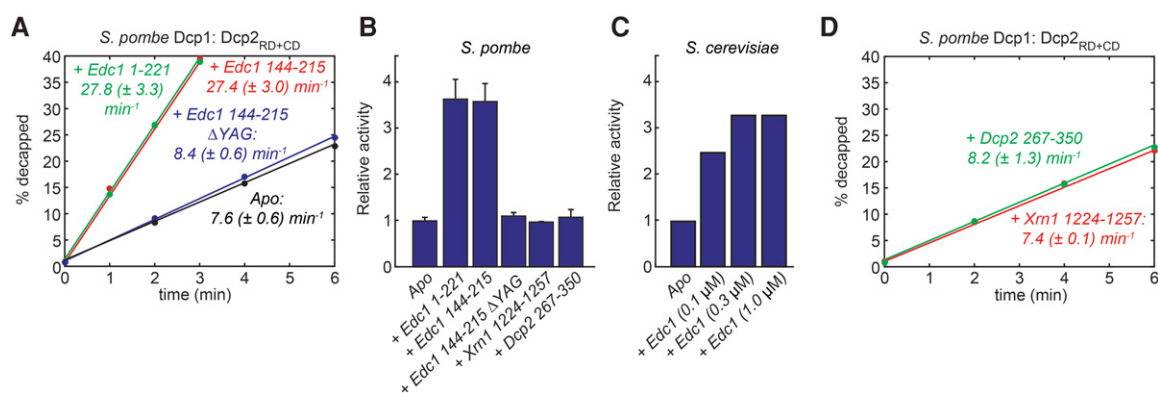 A
S. pombe Dcp1: Dcp2RD+CD
% decapped
40
35
30
25
20
15
10
5
0
0
1
2
3
4
5
6
time (min)
+ Edc1 1-221
27.8 (± 3.3)
min-1
+ Edc1 144-215
27.4 (± 3.0) min-1
+ Edc1 144-215
ΔYAG:
8.4 (± 0.6) min-1
Apo:
7.6 (± 0.6) min-1
B
S. pombe
Relative activity
4
3
2
1
0
Apo
+ Edc1 1-221
+ Edc1 144-215
+ Edc1 144-215 ΔYAG
+ Xrn1 1224-1257
+ Dcp2 267-350
C
S. cerevisiae
Relative activity
4
3
2
1
0
Apo
+ Edc1 (0.1 μM)
+ Edc1 (0.3 μM)
+ Edc1 (1.0 μM)
D
S. pombe Dcp1: Dcp2RD+CD
% decapped
40
35
30
25
20
15
10
5
0
0
1
2
3
4
5
6
time (min)
+ Dcp2 267-350
8.2 (± 1.3) min-1
+ Xrn1 1224-1257:
7.4 (± 0.1) min-1